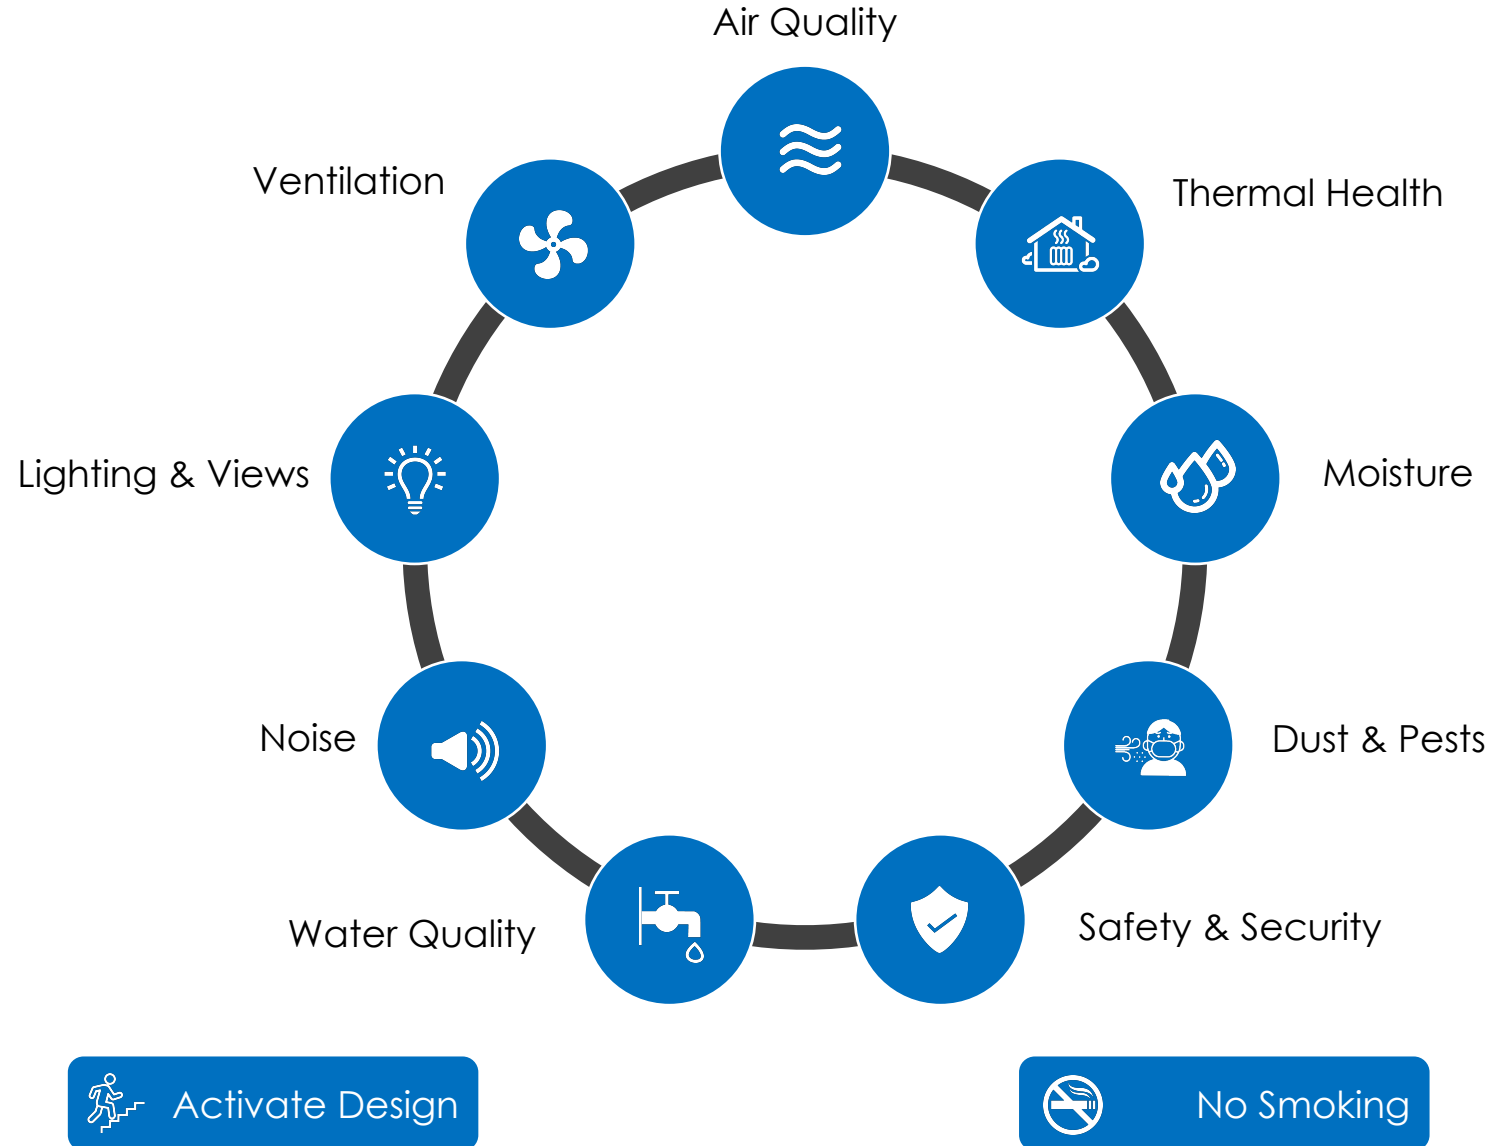 Air Quality
Ventilation
Thermal Health
Lighting & Views
Moisture
Noise
Dust & Pests
Water Quality
Safety & Security
Activate Design
No Smoking